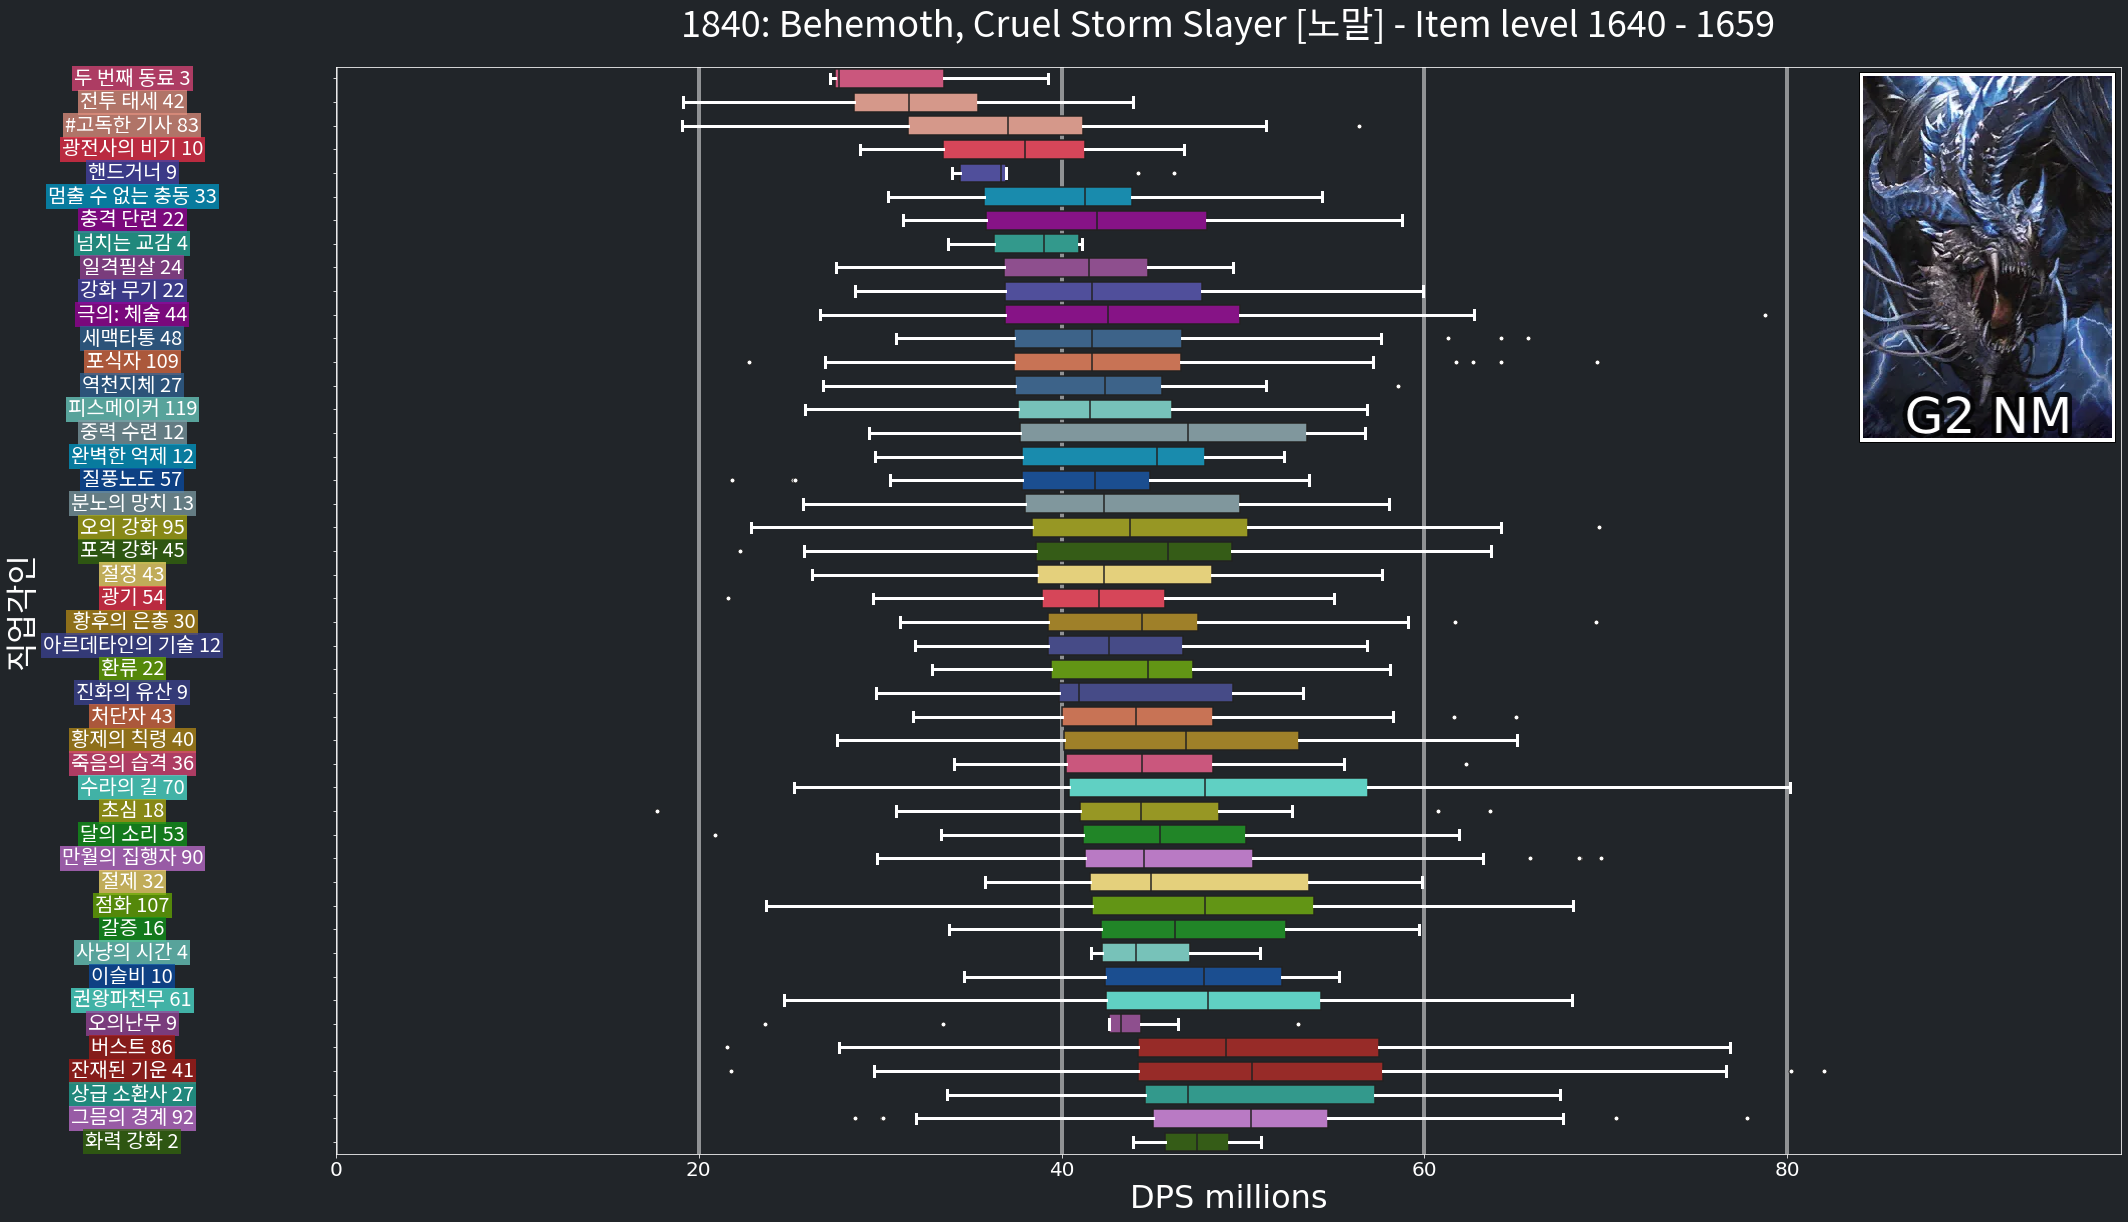 1840: Behemoth, Cruel Storm Slayer [노말] - Item level 1640 - 1659
두 번째 동료 3
전투 태세 42
#고독한 기사 83
광전사의 비기 10
핸드거너 9
멈출 수 없는 충동 33
충격 단련 22
넘치는 교감 4
일격필살 24
강화 무기 22
극의: 체술 44
세맥타통 48
포식자 109
역천지체 27
피스메이커 119
중력 수련 12
완벽한 억제 12
질풍노도 57
분노의 망치 13
오의 강화 95
포격 강화 45
절정 43
광기 54
황후의 은총 30
아르데타인의 기술 12
환류 22
진화의 유산 9
처단자 43
황제의 칙령 40
죽음의 습격 36
수라의 길 70
초심 18
달의 소리 53
만월의 집행자 90
절제 32
점화 107
갈증 16
사냥의 시간 4
이슬비 10
권왕파천무 61
오의난무 9
버스트 86
잔재된 기운 41
상급 소환사 27
그믐의 경계 92
화력 강화 2
직업각인
G2 NM
0 20 40 60 80
DPS millions